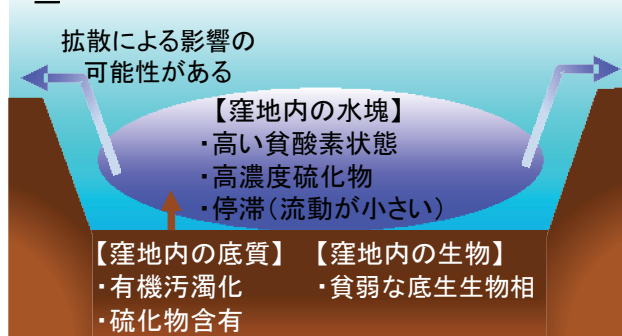 拡散による影響の
可能性がある
【窪地内の水塊】
・高い貧酸素状態
・高濃度硫化物
・停滞(流動が小さい)
【窪地内の底質】
・有機汚濁化
・硫化物含有
【窪地内の生物】
・貧弱な底生生物相